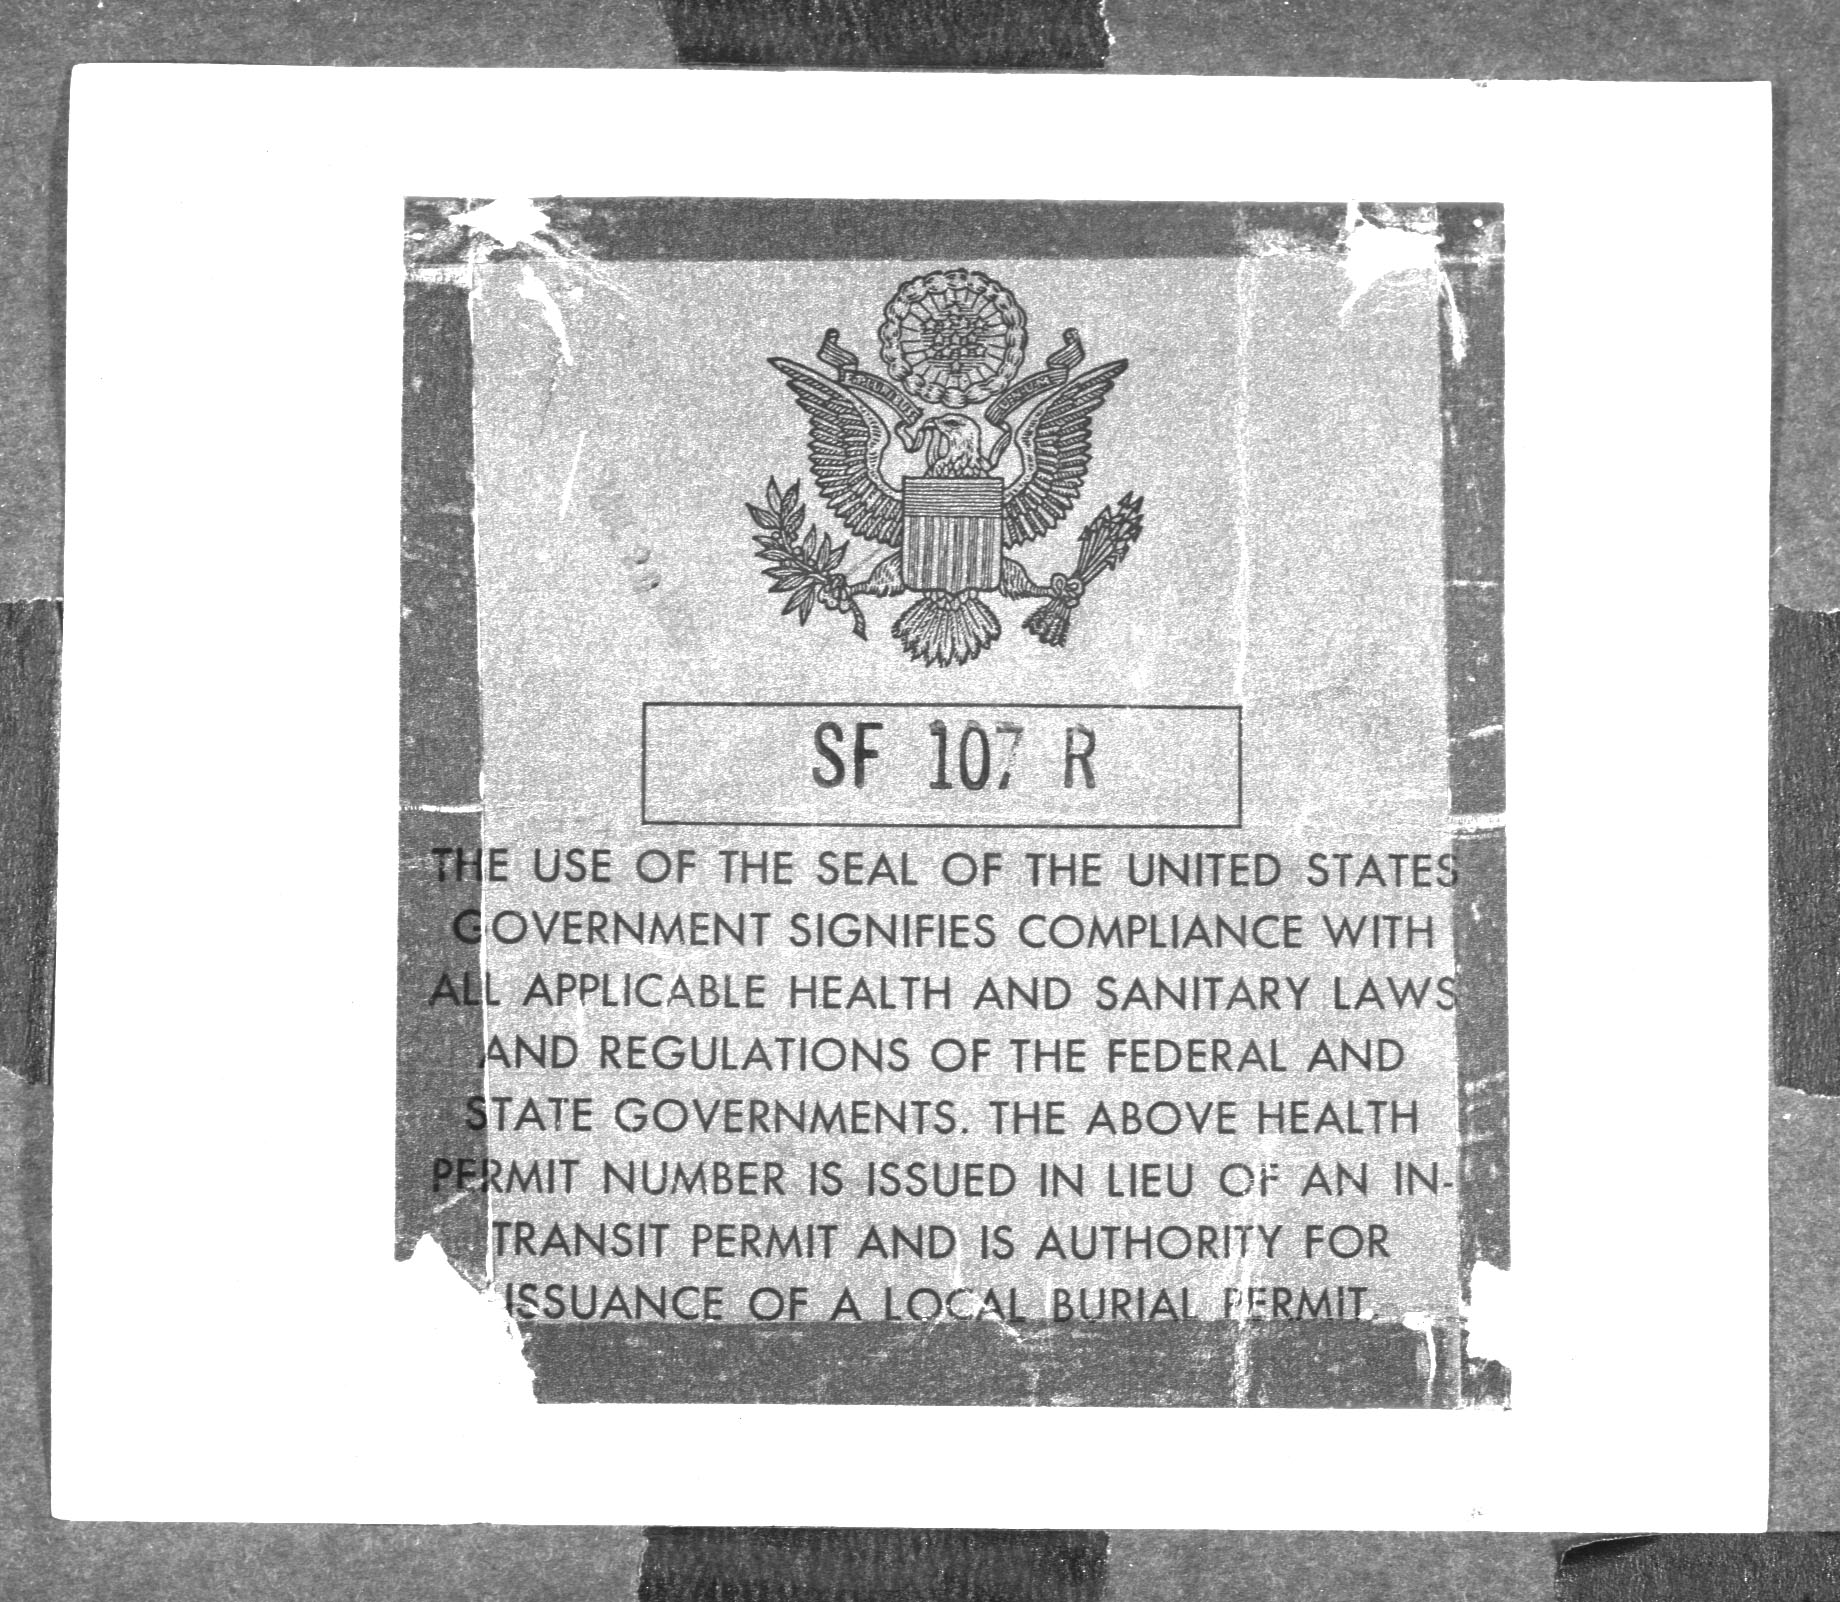 SF 107 R
THE USE OF THE SEAL OF THE UNITED STATES
GOVERNMENT SIGNIFIES COMPLIANCE WITH
ALL APPLICABLE HEALTH AND SANITARY LAWS
AND REGULATIONS OF THE FEDERAL AND
STATE GOVERNMENTS. THE ABOVE HEALTH
PERMIT NUMBER IS ISSUED IN LIEU OF AN IN-
TRANSIT PERMIT AND IS AUTHORITY FOR
ISSUANCE OF A LOCAL BURIAL PERMIT.